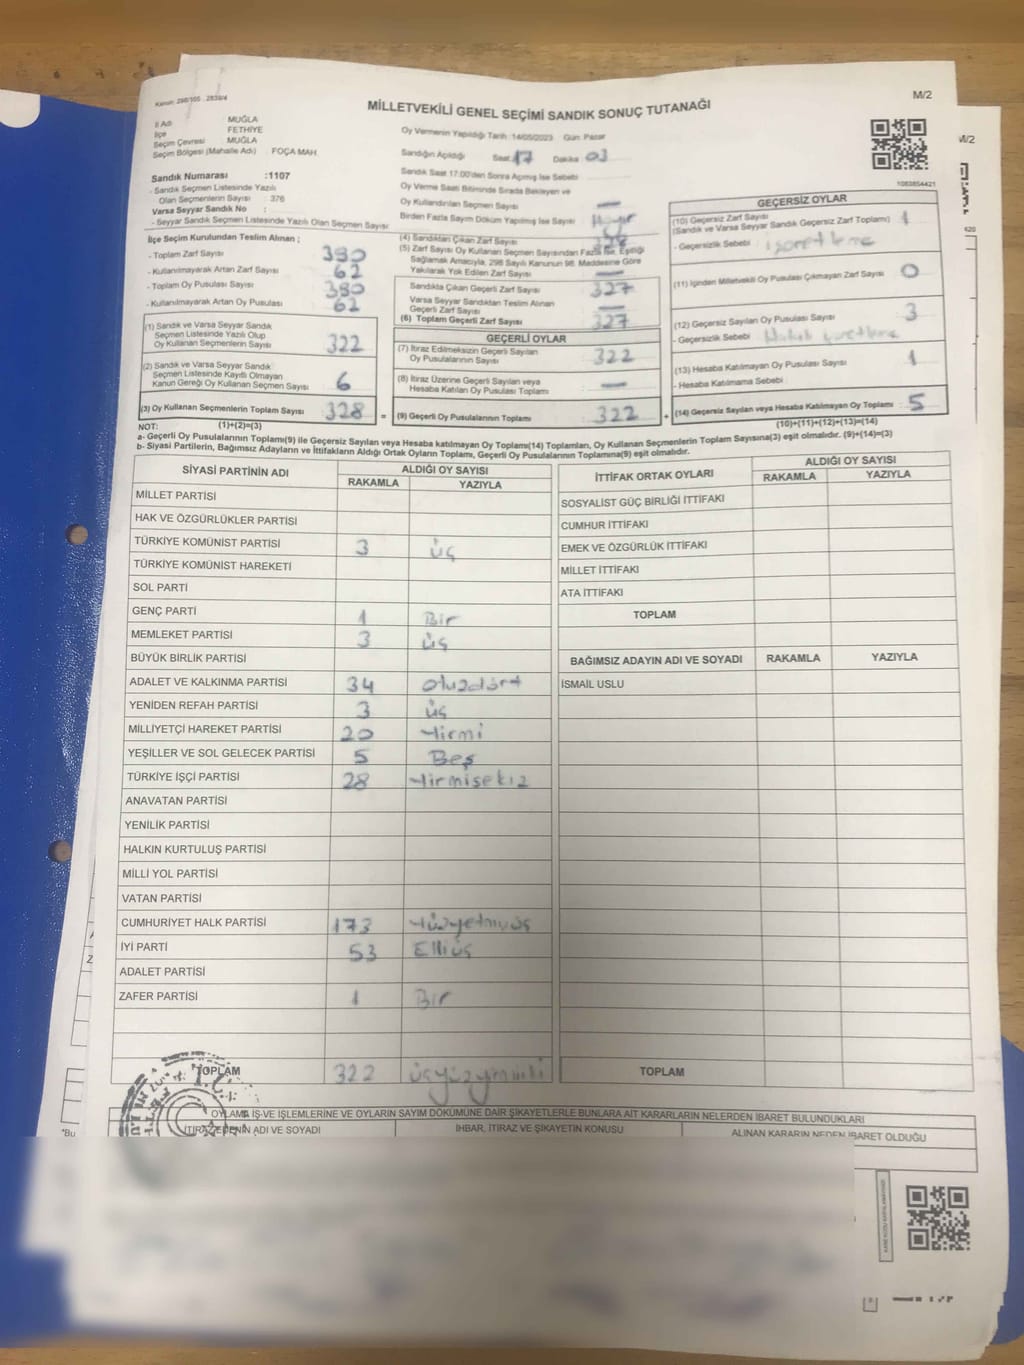 Kanun: 298/105 , 2839/4
M/2
MİLLETVEKİLİ GENEL SEÇİMİ SANDIK SONUÇ TUTANAĞI
İl Adı MUĞLA
İlçe FETHİYE
Seçim Çevresi MUĞLA
Seçim Bölgesi (Mahalle Adı) FOÇA MAH.
Sandık Numarası :1107
- Sandık Seçmen Listesinde Yazılı
Olan Seçmenlerin Sayısı : 376
Varsa Seyyar Sandık No :
- Seyyar Sandık Seçmen Listesinde Yazılı Olan Seçmen Sayısı
İlçe Seçim Kurulundan Teslim Alınan ;
- Toplam Zarf Sayısı 390
- Kullanılmayarak Artan Zarf Sayısı 62
- Toplam Oy Pusulası Sayısı 390
- Kullanılmayarak Artan Oy Pusulası 62
(1) Sandık ve Varsa Seyyar Sandık
Seçmen Listesinde Yazılı Olup
Oy Kullanan Seçmenlerin Sayısı 322
(2) Sandık ve Varsa Seyyar Sandık
Seçmen Listesinde Kayıtlı Olmayan
Kanun Gereği Oy Kullanan Seçmen Sayısı 6
(3) Oy Kullanan Seçmenlerin Toplam Sayısı 328 =
(1)+(2)=(3)
Oy Vermenin Yapıldığı Tarih :14/05/2023 Gün :Pazar
Sandığın Açıldığı Saat 17 Dakika 03
Sandık Saat 17:00'den Sonra Açılmış İse Sebebi
Oy Verme Saati Bitiminde Sırada Bekleyen ve
Oy Kullandırılan Seçmen Sayısı —
Birden Fazla Sayım Döküm Yapılmış İse Sayısı Hayır
(4) Sandıktan Çıkan Zarf Sayısı
(5) Zarf Sayısı Oy Kullanan Seçmen Sayısından Fazla İse, Eşitliği
Sağlamak Amacıyla, 298 Sayılı Kanunun 98. Maddesine Göre
Yakılarak Yok Edilen Zarf Sayısı —
Sandıkta Çıkan Geçerli Zarf Sayısı 327
Varsa Seyyar Sandıktan Teslim Alınan
Geçerli Zarf Sayısı —
(6) Toplam Geçerli Zarf Sayısı 327
GEÇERLİ OYLAR
(7) İtiraz Edilmeksizin Geçerli Sayılan
Oy Pusulalarının Sayısı 322
(8) İtiraz Üzerine Geçerli Sayılan veya
Hesaba Katılan Oy Pusulası Toplamı —
(9) Geçerli Oy Pusulalarının Toplamı 322 +
1083854421
GEÇERSİZ OYLAR
(10) Geçersiz Zarf Sayısı
(Sandık ve Varsa Seyyar Sandık Geçersiz Zarf Toplamı) 1
- Geçersizlik Sebebi : işaretleme
(11) İçinden Milletvekili Oy Pusulası Çıkmayan Zarf Sayısı 0
(12) Geçersiz Sayılan Oy Pusulası Sayısı 3
- Geçersizlik Sebebi
(13) Hesaba Katılmayan Oy Pusulası Sayısı 1
- Hesaba Katılmama Sebebi :
(14) Geçersiz Sayılan veya Hesaba Katılmayan Oy Toplamı 5
(10)+(11)+(12)+(13)=(14)
NOT:
a- Geçerli Oy Pusulalarının Toplamı(9) ile Geçersiz Sayılan veya Hesaba katılmayan Oy Toplamı(14) Toplamları, Oy Kullanan Seçmenlerin Toplam Sayısına(3) eşit olmalıdır. (9)+(14)=(3)
b- Siyasi Partilerin, Bağımsız Adayların ve İttifakların Aldığı Ortak Oyların Toplamı, Geçerli Oy Pusulalarının Toplamına(9) eşit olmalıdır.
SİYASİ PARTİNİN ADI ALDIĞI OY SAYISI
RAKAMLA YAZIYLA
MİLLET PARTİSİ
HAK VE ÖZGÜRLÜKLER PARTİSİ
TÜRKİYE KOMÜNİST PARTİSİ 3 üç
TÜRKİYE KOMÜNİST HAREKETİ
SOL PARTİ
GENÇ PARTİ 1 Bir
MEMLEKET PARTİSİ 3 üç
BÜYÜK BİRLİK PARTİSİ
ADALET VE KALKINMA PARTİSİ 34 otuzdört
YENİDEN REFAH PARTİSİ 3 üç
MİLLİYETÇİ HAREKET PARTİSİ 20 Yirmi
YEŞİLLER VE SOL GELECEK PARTİSİ 5 Beş
TÜRKİYE İŞÇİ PARTİSİ 28 Yirmisekiz
ANAVATAN PARTİSİ
YENİLİK PARTİSİ
HALKIN KURTULUŞ PARTİSİ
MİLLİ YOL PARTİSİ
VATAN PARTİSİ
CUMHURİYET HALK PARTİSİ 173 Yüzyetmişüç
İYİ PARTİ 53 Elliüç
ADALET PARTİSİ
ZAFER PARTİSİ 1 Bir
TOPLAM 322 üçyüzyirmiiki
İTTİFAK ORTAK OYLARI ALDIĞI OY SAYISI
RAKAMLA YAZIYLA
SOSYALİST GÜÇ BİRLİĞİ İTTİFAKI
CUMHUR İTTİFAKI
EMEK VE ÖZGÜRLÜK İTTİFAKI
MİLLET İTTİFAKI
ATA İTTİFAKI
TOPLAM
BAĞIMSIZ ADAYIN ADI VE SOYADI RAKAMLA YAZIYLA
İSMAİL USLU
TOPLAM
OYLAMA İŞ-VE İŞLEMLERİNE VE OYLARIN SAYIM DÖKÜMÜNE DAİR ŞİKAYETLERLE BUNLARA AİT KARARLARIN NELERDEN İBARET BULUNDUKLARI
İTİRAZ EDENİN ADI VE SOYADI İHBAR, İTİRAZ VE ŞİKAYETİN KONUSU ALINAN KARARIN NEDEN İBARET OLDUĞU
M/2
420
*Bu